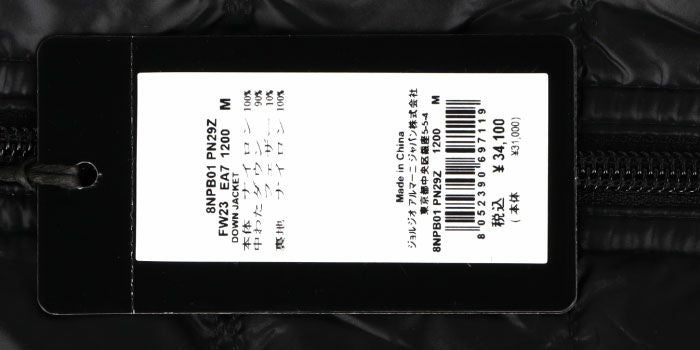 8NPB01 PN29Z
FW23 EA7 1200 M
DOWN JACKET
本体 ナイロン 100%
中わた ダウン 90%
フェザー 10%
裏地 ナイロン 100%
Made in China
ジョルジオ アルマーニ ジャパン株式会社
東京都中央区銀座5-5-4
8NPB01 PN29Z 1200 M
8 052390 697119
税込 ¥ 34,100
(本体 ¥31,000)